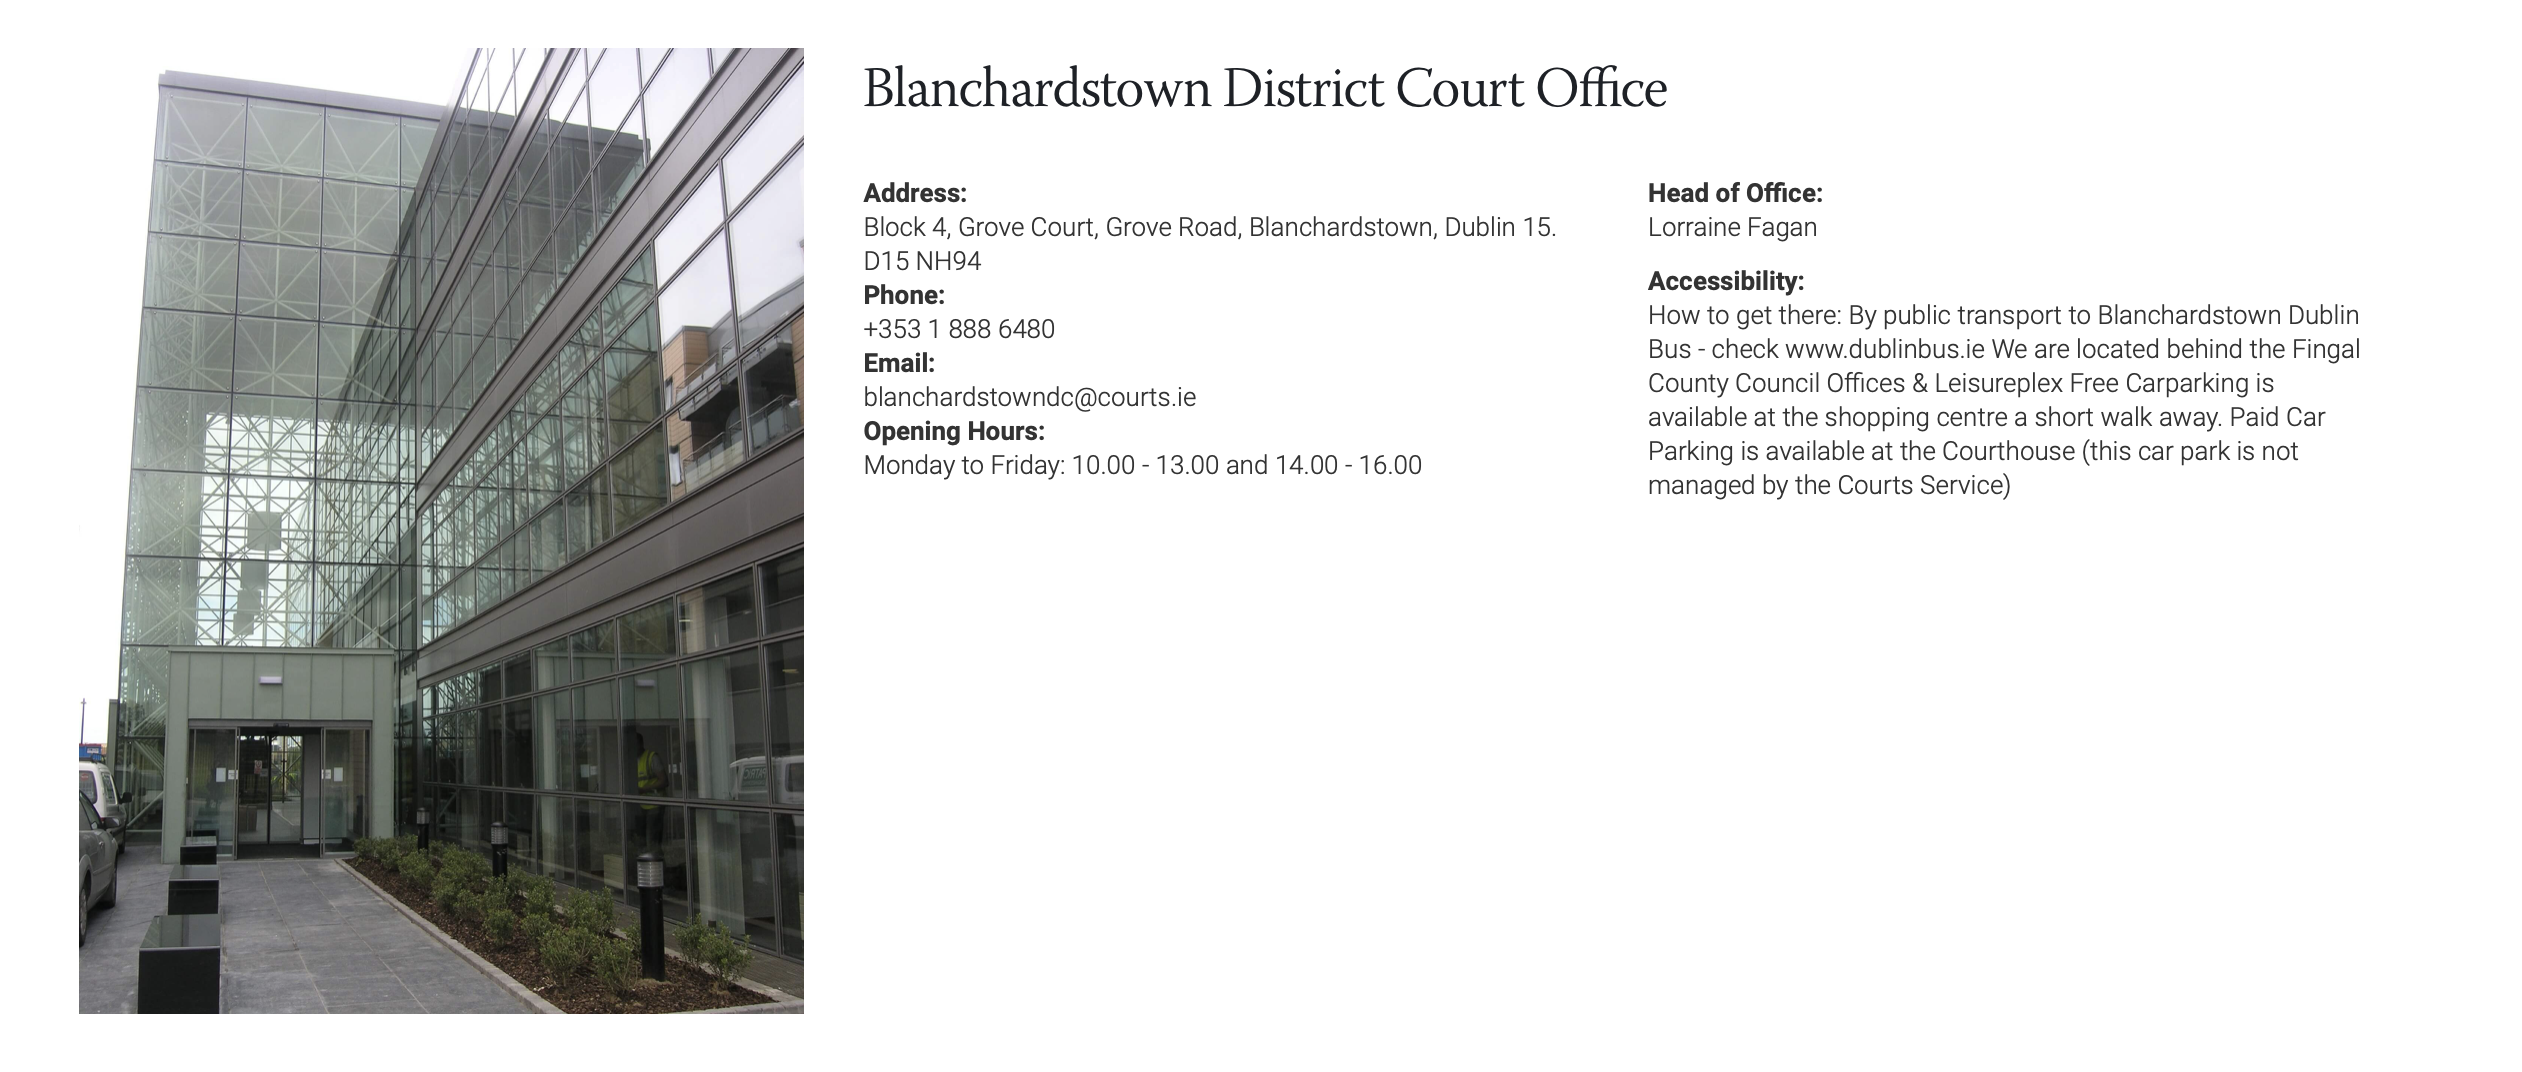 Blanchardstown District Court Office
Address:
Block 4, Grove Court, Grove Road, Blanchardstown, Dublin 15.
D15 NH94
Phone:
+353 1 888 6480
Email:
blanchardstowndc@courts.ie
Opening Hours:
Monday to Friday: 10.00 - 13.00 and 14.00 - 16.00
Head of Office:
Lorraine Fagan
Accessibility:
How to get there: By public transport to Blanchardstown Dublin
Bus - check www.dublinbus.ie We are located behind the Fingal
County Council Offices & Leisureplex Free Carparking is
available at the shopping centre a short walk away. Paid Car
Parking is available at the Courthouse (this car park is not
managed by the Courts Service)